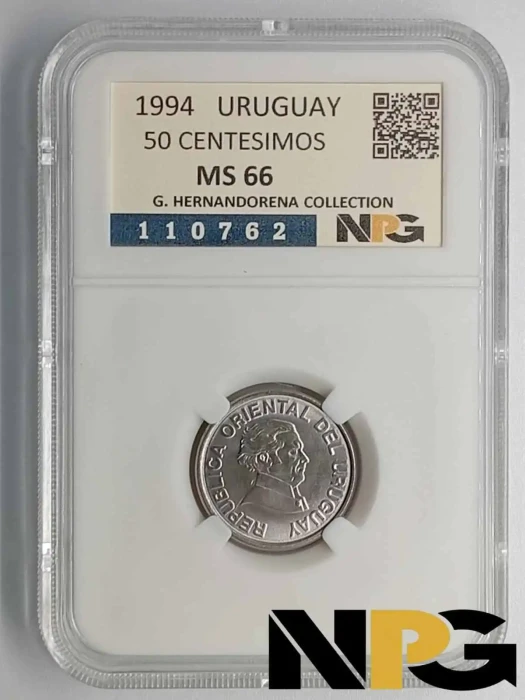 1994 URUGUAY
50 CENTESIMOS
MS 66
G. HERNANDORENA COLLECTION
110762 NPG
REPUBLICA ORIENTAL DEL URUGUAY
NPG